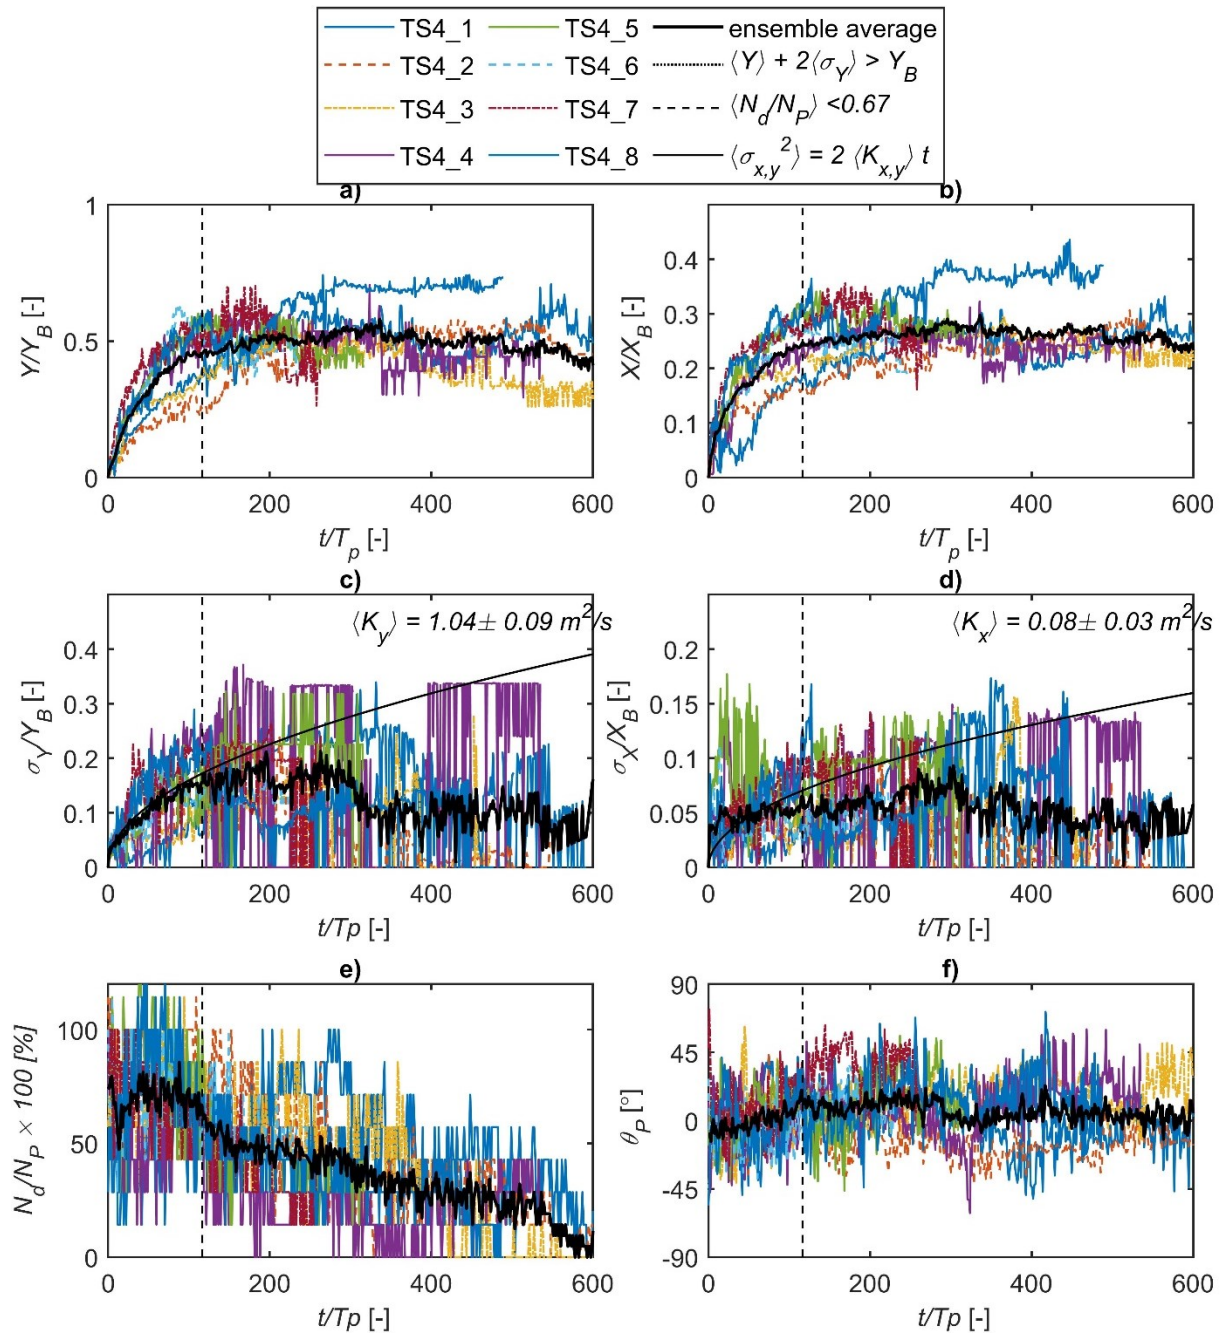 TS4_1 TS4_5 ensemble average
TS4_2 TS4_6 ⟨Y⟩ + 2⟨σ_Y⟩ > Y_B
TS4_3 TS4_7 ⟨N_d/N_P⟩ <0.67
TS4_4 TS4_8 ⟨σ_{x,y}^2⟩ = 2 ⟨K_{x,y}⟩ t
a) b)
1
0.5
0
Y/Y_B [-]
0 200 400 600
t/T_p [-]
0.4
0.3
0.2
0.1
0
X/X_B [-]
0 200 400 600
t/T_p [-]
c) d)
⟨K_y⟩ = 1.04± 0.09 m^2/s
0.4
0.3
0.2
0.1
0
σ_Y/Y_B [-]
0 200 400 600
t/Tp [-]
⟨K_x⟩ = 0.08± 0.03 m^2/s
0.2
0.15
0.1
0.05
0
σ_X/X_B [-]
0 200 400 600
t/Tp [-]
e) f)
100
50
0
N_d/N_P × 100 [%]
0 200 400 600
t/Tp [-]
90
45
0
-45
-90
θ_P [°]
0 200 400 600
t/Tp [-]